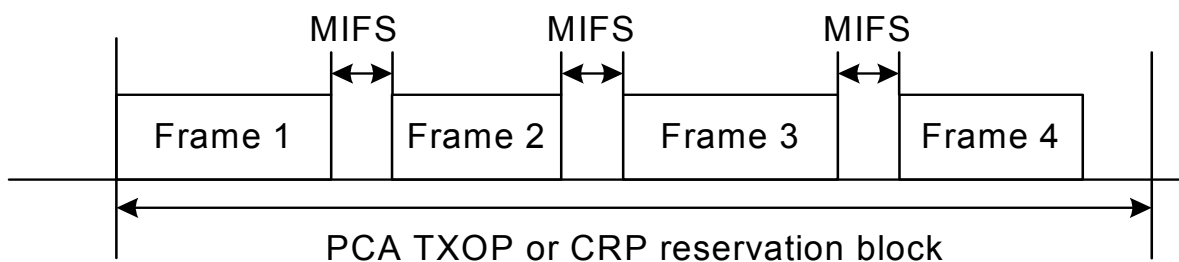 MIFS MIFS MIFS
Frame 1 Frame 2 Frame 3 Frame 4
PCA TXOP or CRP reservation block